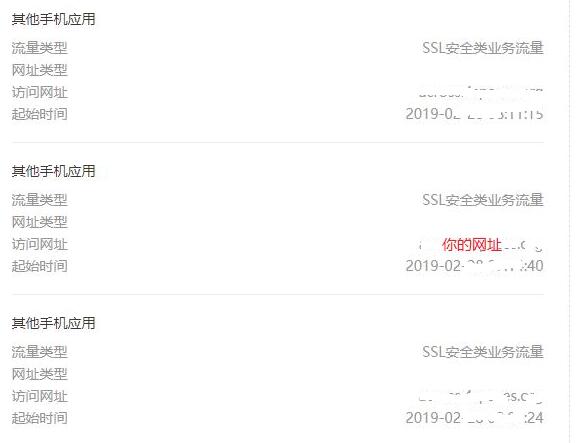 其他手机应用
流量类型 SSL安全类业务流量
网址类型
访问网址
起始时间 2019-02- :11:15
其他手机应用
流量类型 SSL安全类业务流量
网址类型
访问网址 你的网址 .org
起始时间 2019-02- :40
其他手机应用
流量类型 SSL安全类业务流量
网址类型
访问网址 es.org
起始时间 2019-02- :24